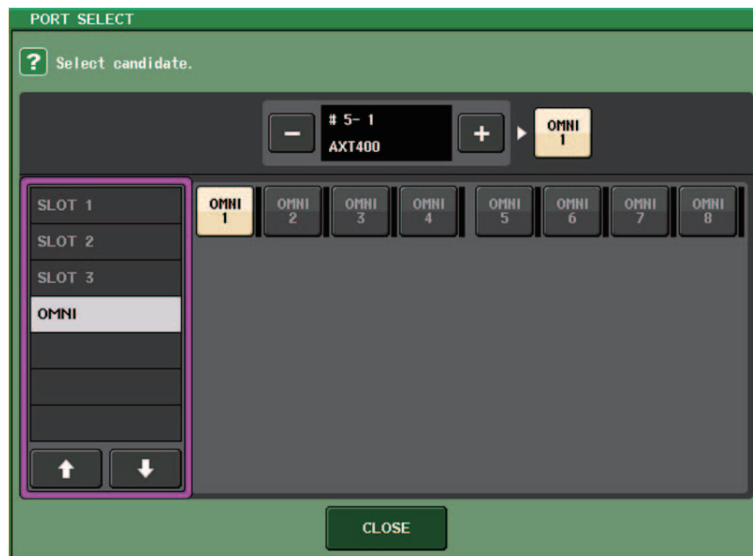 PORT SELECT
? Select candidate.
# 5- 1
AXT400
− + OMNI 1
SLOT 1
SLOT 2
SLOT 3
OMNI
OMNI 1 OMNI 2 OMNI 3 OMNI 4 OMNI 5 OMNI 6 OMNI 7 OMNI 8
CLOSE